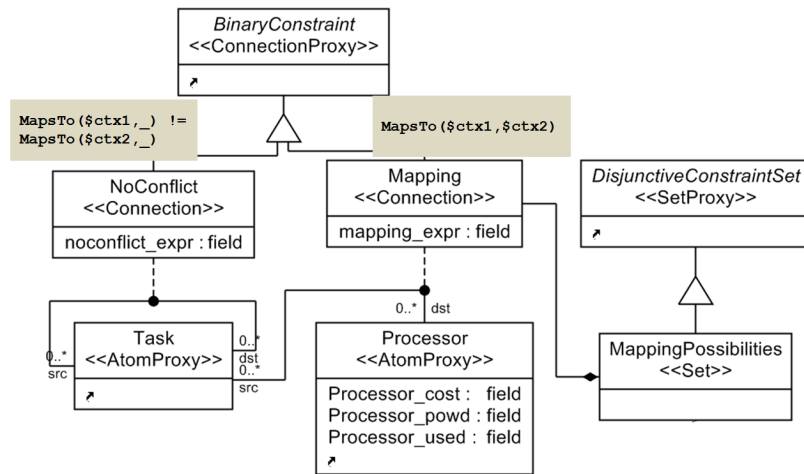 BinaryConstraint
<<ConnectionProxy>>
MapsTo($ctx1,_) !=
MapsTo($ctx2,_)
MapsTo($ctx1,$ctx2)
NoConflict
<<Connection>>
noconflict_expr : field
Mapping
<<Connection>>
mapping_expr : field
DisjunctiveConstraintSet
<<SetProxy>>
0..*
src
Task
<<AtomProxy>>
0..*
dst
0..*
src
0..*
dst
Processor
<<AtomProxy>>
Processor_cost : field
Processor_powd : field
Processor_used : field
MappingPossibilities
<<Set>>